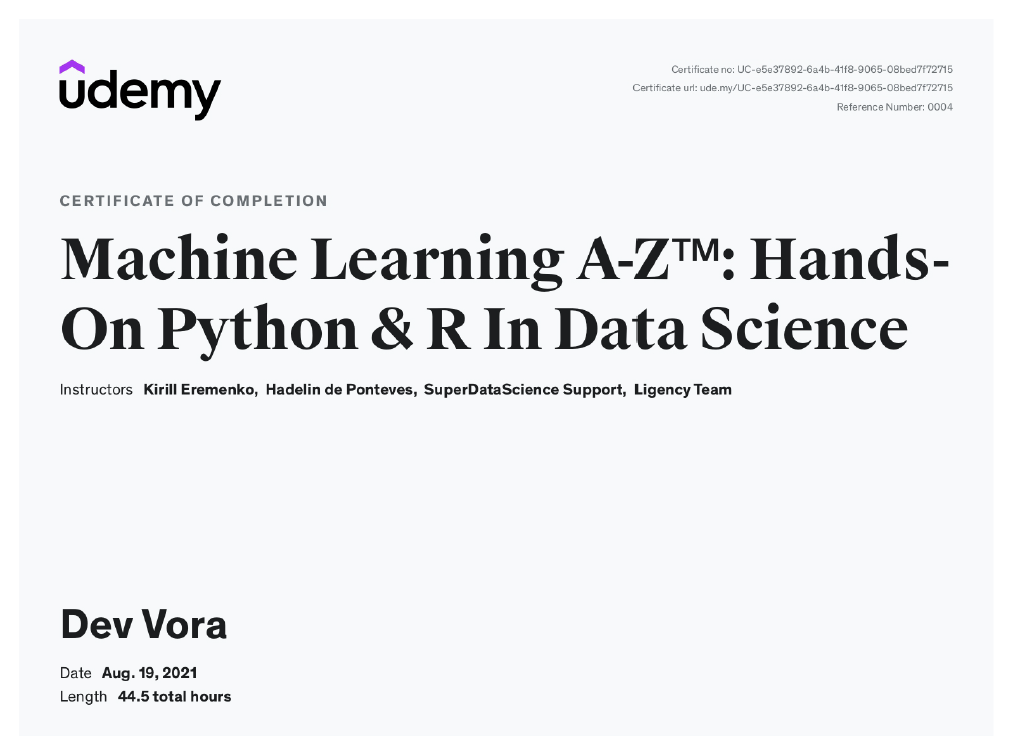 udemy
Certificate no: UC-e5e37892-6a4b-41f8-9065-08bed7f72715
Certificate url: ude.my/UC-e5e37892-6a4b-41f8-9065-08bed7f72715
Reference Number: 0004
CERTIFICATE OF COMPLETION
Machine Learning A-Z™: Hands-
On Python & R In Data Science
Instructors Kirill Eremenko, Hadelin de Ponteves, SuperDataScience Support, Ligency Team
Dev Vora
Date Aug. 19, 2021
Length 44.5 total hours